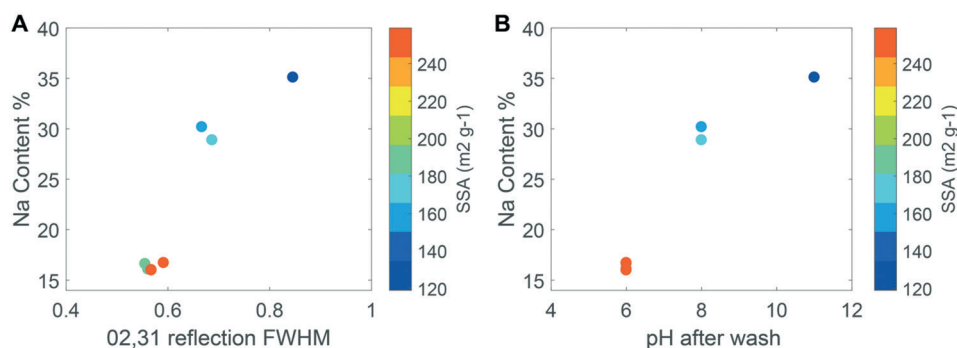 A
40
35
30
25
20
15
Na Content %
0.4 0.6 0.8 1
02,31 reflection FWHM
240
220
200
180
160
140
120
SSA (m2 g-1)
B
40
35
30
25
20
15
Na Content %
4 6 8 10 12
pH after wash
240
220
200
180
160
140
120
SSA (m2 g-1)